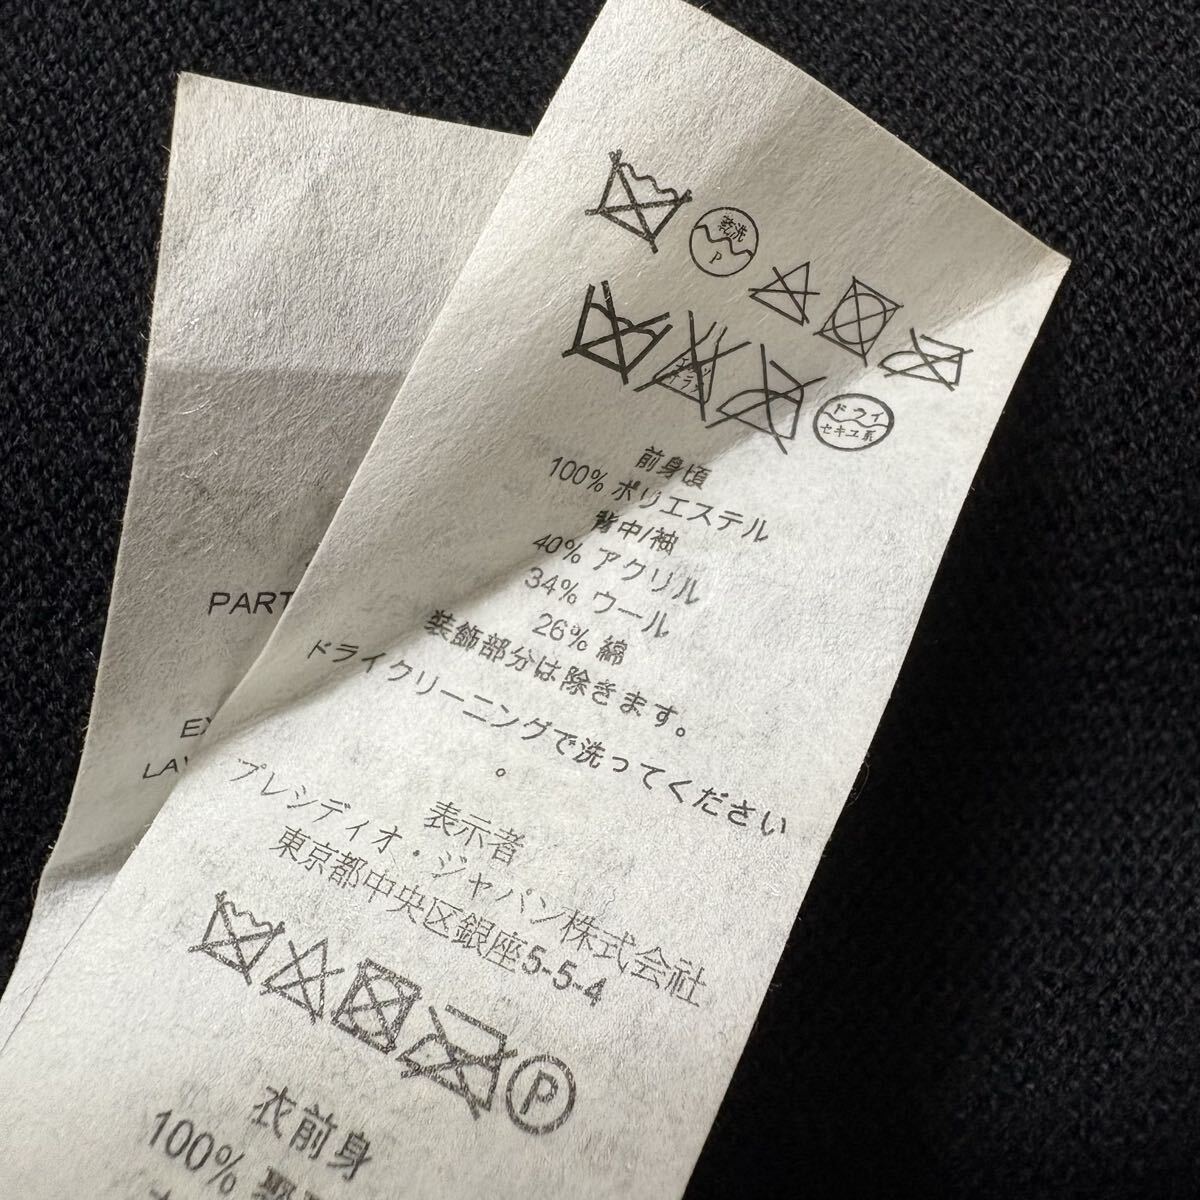 乾洗
P
エンソ
ドライ
セキユ系
前身頃
100% ポリエステル
背中/袖
40% アクリル
34% ウール
26% 綿
装飾部分は除きます。
ドライクリーニングで洗ってください
。
表示者
プレシディオ・ジャパン株式会社
東京都中央区銀座5-5-4
P
衣前身
100%
PART
EX
LAV